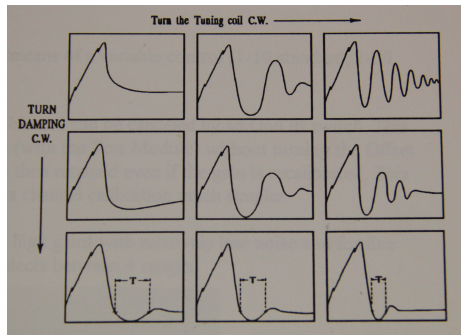 Turn the Tuning coil C.W.
TURN
DAMPING
C.W.
T
T
T